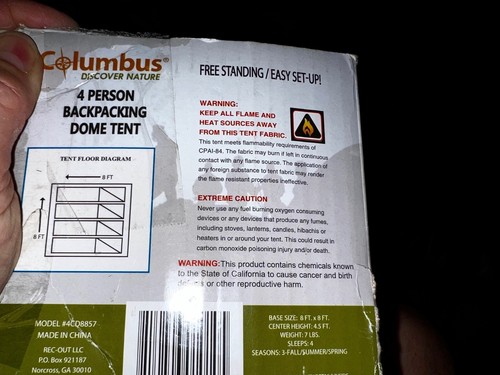 Columbus
DISCOVER NATURE
4 PERSON
BACKPACKING
DOME TENT
TENT FLOOR DIAGRAM
8 FT
8 FT
MODEL #4CO8857
MADE IN CHINA
REC-OUT LLC
P.O. Box 921187
Norcross, GA 30010
FREE STANDING / EASY SET-UP!
WARNING:
KEEP ALL FLAME AND
HEAT SOURCES AWAY
FROM THIS TENT FABRIC.
This tent meets flammability requirements of
CPAI-84. The fabric may burn if left in continuous
contact with any flame source. The application of
any foreign substance to tent fabric may render
the flame resistant properties ineffective.
EXTREME CAUTION
Never use any fuel burning oxygen consuming
devices or any devices that produce any fumes,
including stoves, lanterns, candles, hibachis or
heaters in or around your tent. This could result in
carbon monoxide poisoning injury and/or death.
WARNING: This product contains chemicals known
to the State of California to cause cancer and birth
or other reproductive harm.
BASE SIZE: 8 FT. x 8 FT.
CENTER HEIGHT: 4.5 FT.
WEIGHT: 7 LBS.
SLEEPS: 4
SEASONS: 3-FALL/SUMMER/SPRING